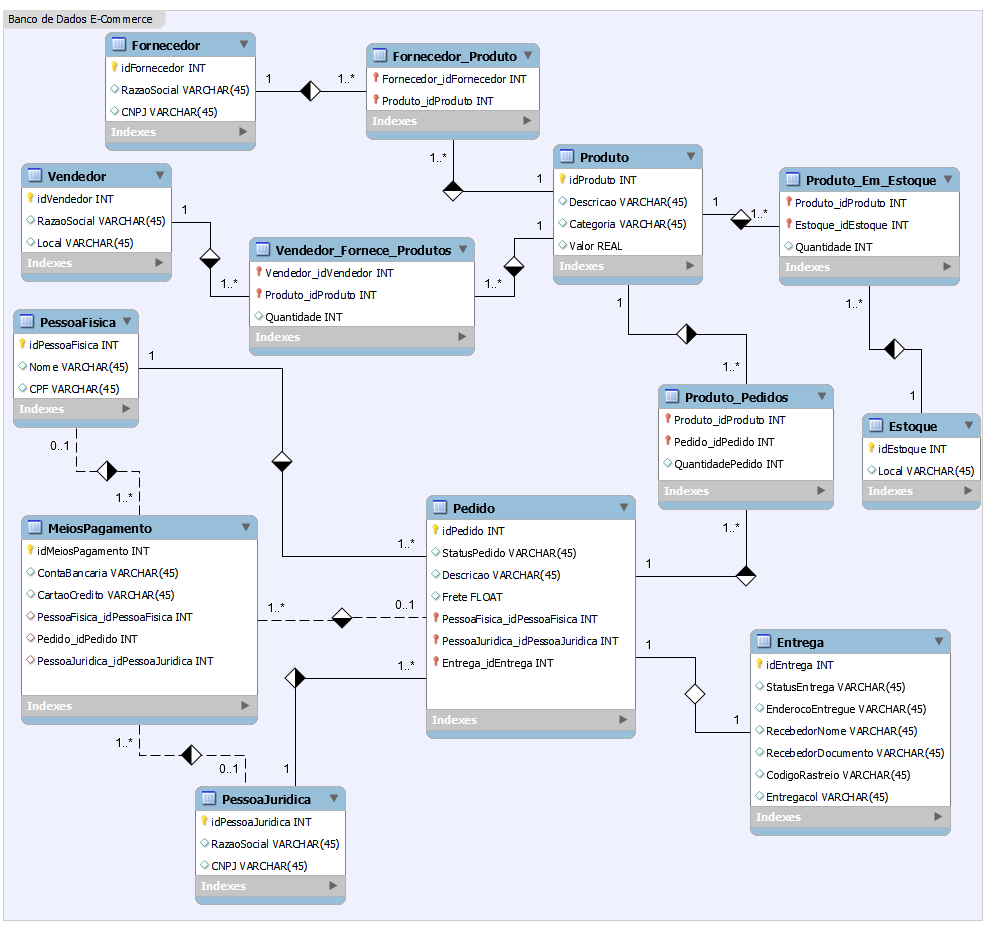 Banco de Dados E-Commerce
Fornecedor
idFornecedor INT
RazaoSocial VARCHAR(45)
CNPJ VARCHAR(45)
Indexes
1
1..*
Fornecedor_Produto
Fornecedor_idFornecedor INT
Produto_idProduto INT
Indexes
1..*
1
Vendedor
idVendedor INT
RazaoSocial VARCHAR(45)
Local VARCHAR(45)
Indexes
1
1..*
Vendedor_Fornece_Produtos
Vendedor_idVendedor INT
Produto_idProduto INT
Quantidade INT
Indexes
1..*
1
Produto
idProduto INT
Descricao VARCHAR(45)
Categoria VARCHAR(45)
Valor REAL
Indexes
1
1..*
Produto_Em_Estoque
Produto_idProduto INT
Estoque_idEstoque INT
Quantidade INT
Indexes
1..*
1
1
1..*
PessoaFisica
idPessoaFisica INT
Nome VARCHAR(45)
CPF VARCHAR(45)
Indexes
1
1..*
0..1
1..*
Produto_Pedidos
Produto_idProduto INT
Pedido_idPedido INT
QuantidadePedido INT
Indexes
1..*
1
Estoque
idEstoque INT
Local VARCHAR(45)
Indexes
MeiosPagamento
idMeiosPagamento INT
ContaBancaria VARCHAR(45)
CartaoCredito VARCHAR(45)
PessoaFisica_idPessoaFisica INT
Pedido_idPedido INT
PessoaJuridica_idPessoaJuridica INT
Indexes
1..*
0..1
Pedido
idPedido INT
StatusPedido VARCHAR(45)
Descricao VARCHAR(45)
Frete FLOAT
PessoaFisica_idPessoaFisica INT
PessoaJuridica_idPessoaJuridica INT
Entrega_idEntrega INT
Indexes
1
1
1..*
1
1..*
0..1
Entrega
idEntrega INT
StatusEntrega VARCHAR(45)
EnderocoEntregue VARCHAR(45)
RecebedorNome VARCHAR(45)
RecebedorDocumento VARCHAR(45)
CodigoRastreio VARCHAR(45)
Entregacol VARCHAR(45)
Indexes
PessoaJuridica
idPessoaJuridica INT
RazaoSocial VARCHAR(45)
CNPJ VARCHAR(45)
Indexes